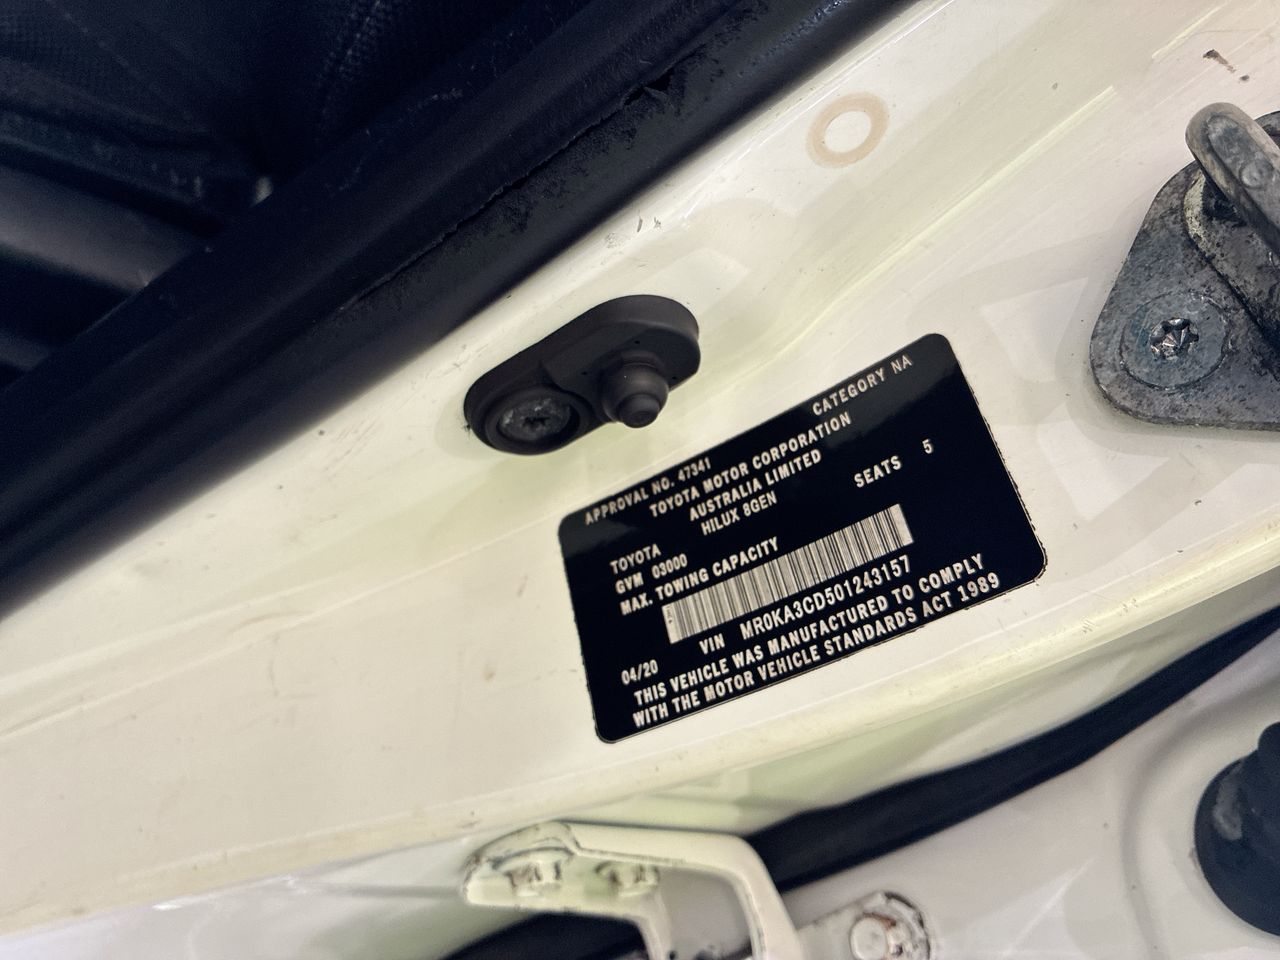 APPROVAL NO. 47341 CATEGORY NA
TOYOTA MOTOR CORPORATION
AUSTRALIA LIMITED
TOYOTA HILUX 8GEN SEATS 5
GVM 03000
MAX. TOWING CAPACITY
04/20 VIN MR0KA3CD501243157
THIS VEHICLE WAS MANUFACTURED TO COMPLY
WITH THE MOTOR VEHICLE STANDARDS ACT 1989